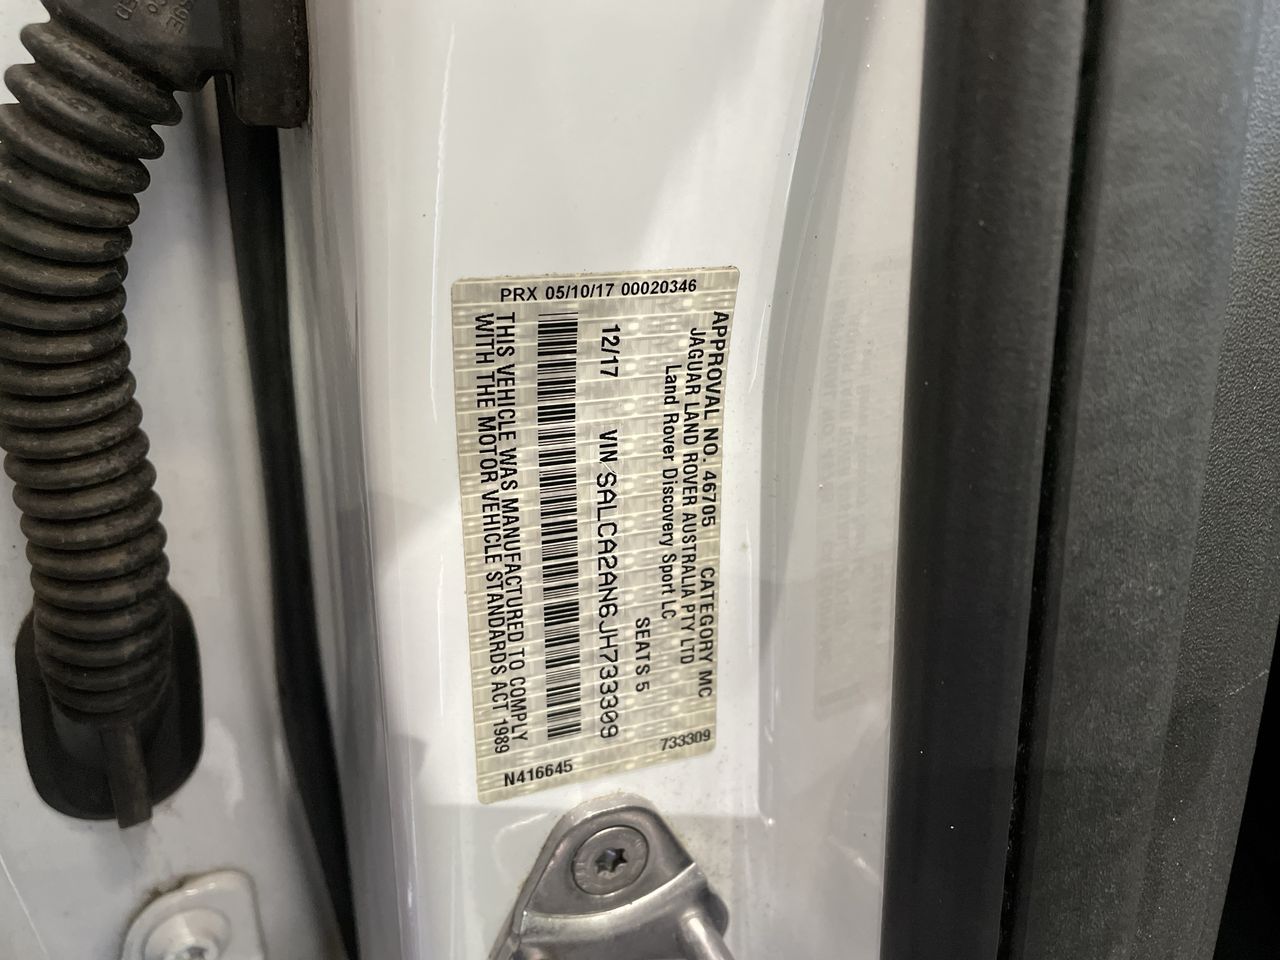 PRX 05/10/17 00020346
APPROVAL NO. 46705 CATEGORY MC
JAGUAR LAND ROVER AUSTRALIA PTY LTD
Land Rover Discovery Sport LC
SEATS 5
12/17 VIN SALCA2AN6JH733309
THIS VEHICLE WAS MANUFACTURED TO COMPLY
WITH THE MOTOR VEHICLE STANDARDS ACT 1989
733309
N416645